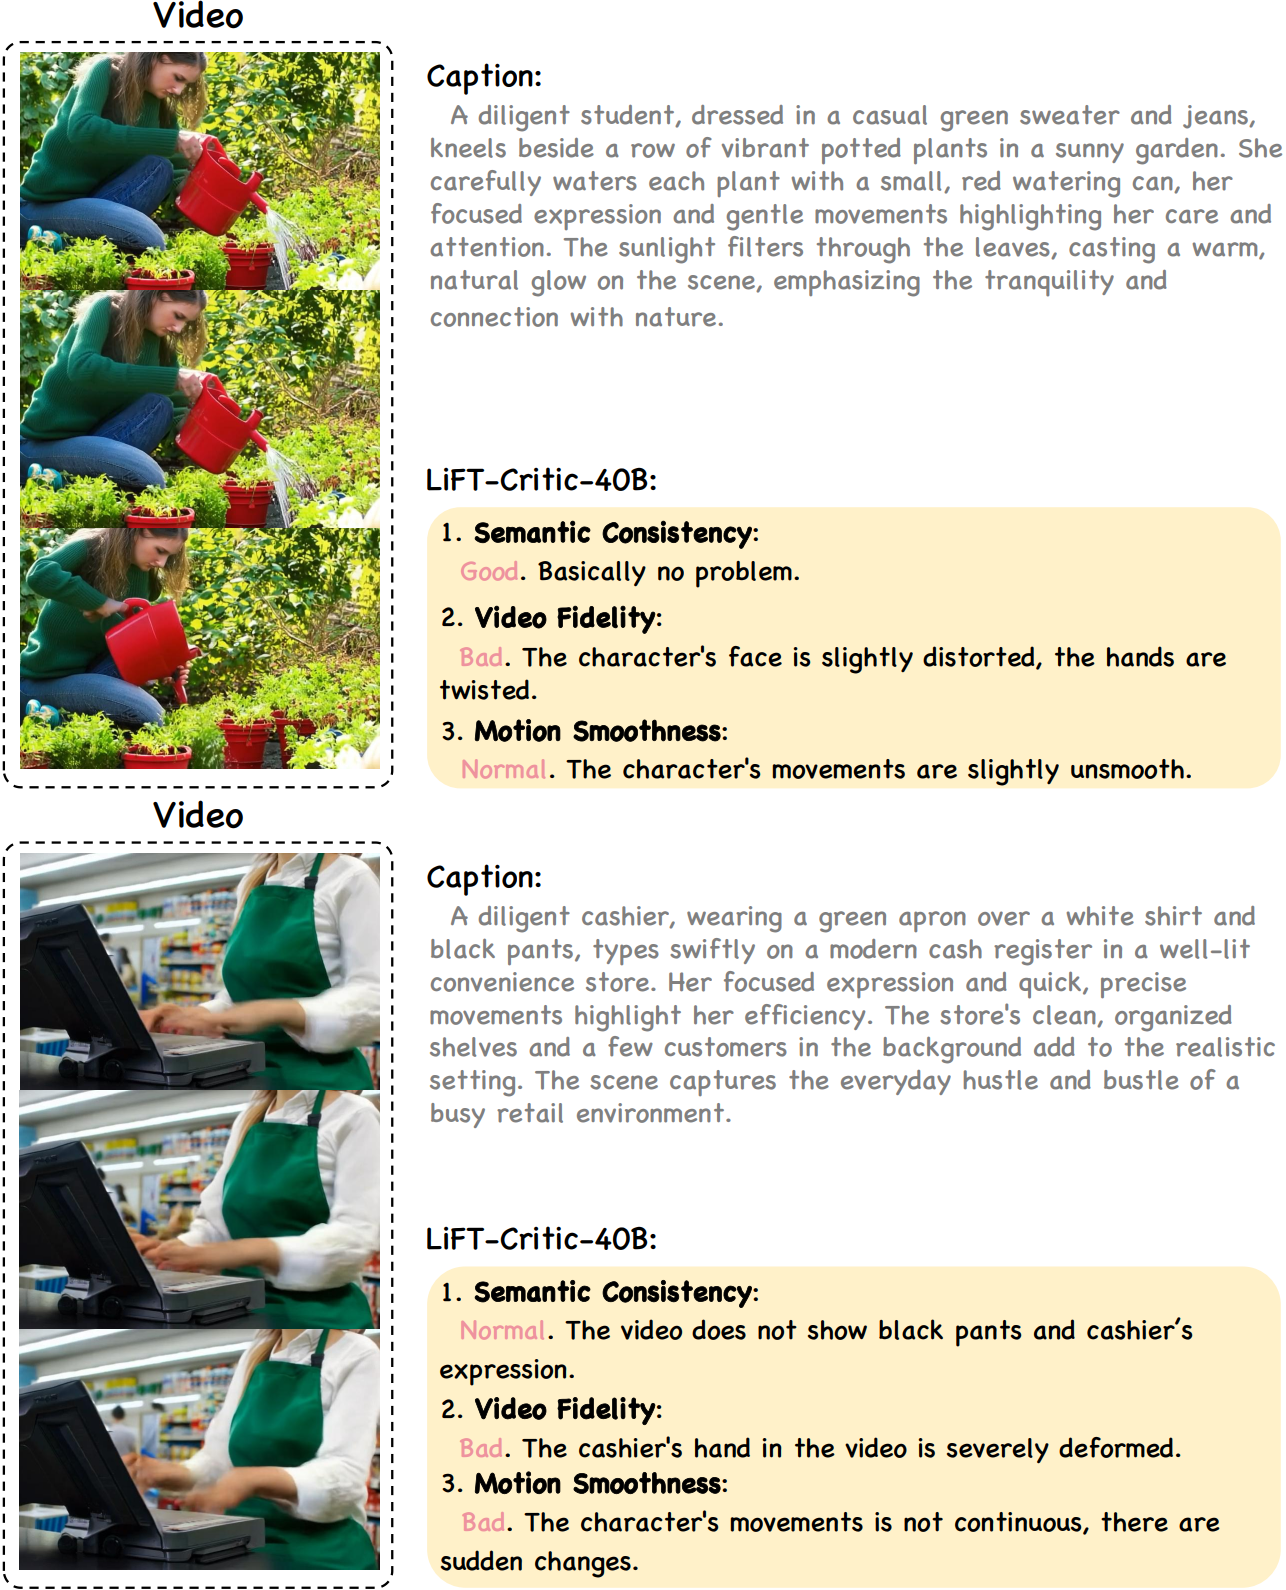 Video
Caption:
A diligent student, dressed in a casual green sweater and jeans,
kneels beside a row of vibrant potted plants in a sunny garden. She
carefully waters each plant with a small, red watering can, her
focused expression and gentle movements highlighting her care and
attention. The sunlight filters through the leaves, casting a warm,
natural glow on the scene, emphasizing the tranquility and
connection with nature.
LiFT-Critic-40B:
1. Semantic Consistency:
Good. Basically no problem.
2. Video Fidelity:
Bad. The character's face is slightly distorted, the hands are
twisted.
3. Motion Smoothness:
Normal. The character's movements are slightly unsmooth.
Video
Caption:
A diligent cashier, wearing a green apron over a white shirt and
black pants, types swiftly on a modern cash register in a well-lit
convenience store. Her focused expression and quick, precise
movements highlight her efficiency. The store's clean, organized
shelves and a few customers in the background add to the realistic
setting. The scene captures the everyday hustle and bustle of a
busy retail environment.
LiFT-Critic-40B:
1. Semantic Consistency:
Normal. The video does not show black pants and cashier’s
expression.
2. Video Fidelity:
Bad. The cashier's hand in the video is severely deformed.
3. Motion Smoothness:
Bad. The character's movements is not continuous, there are
sudden changes.